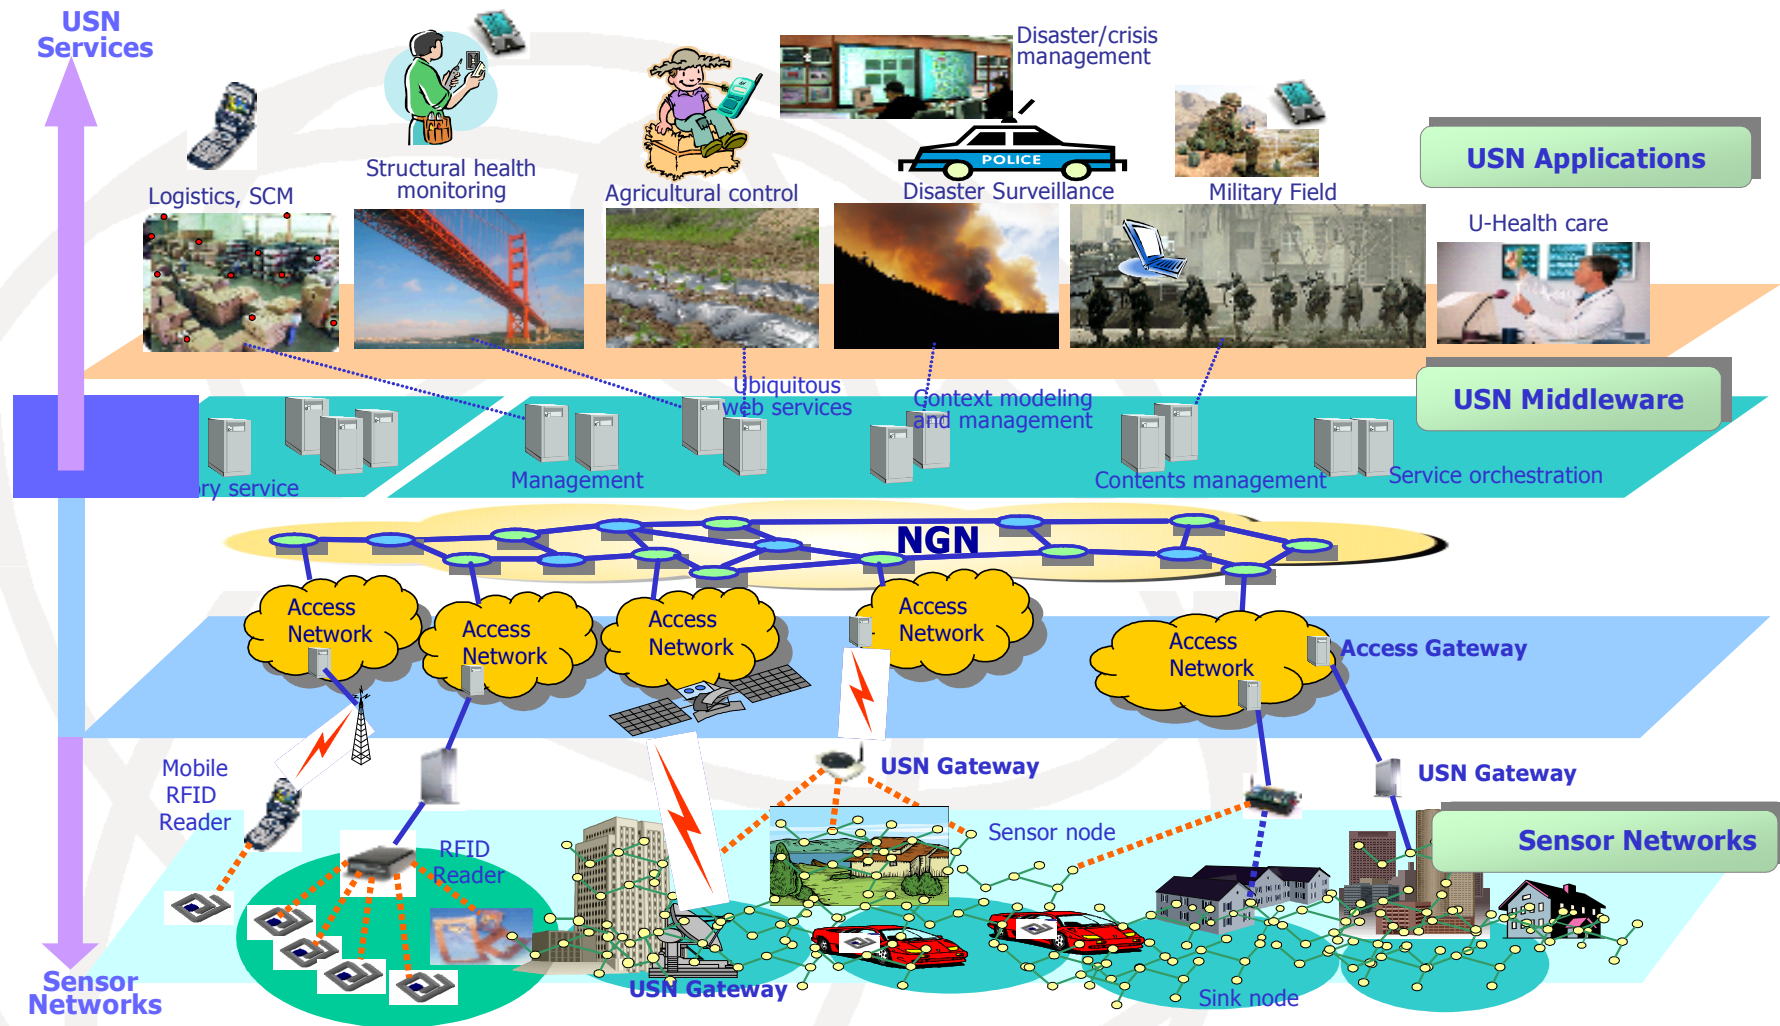 USN
Services
Disaster/crisis
management
POLICE
USN Applications
Structural health
monitoring
Logistics, SCM
Agricultural control
Disaster Surveillance
Military Field
U-Health care
Ubiquitous
web services
Context modeling
and management
USN Middleware
ory service
Management
Contents management
Service orchestration
NGN
Access
Network
Access
Network
Access
Network
Access
Network
Access
Network
Access Gateway
Mobile
RFID
Reader
USN Gateway
USN Gateway
RFID
Reader
Sensor node
Sensor Networks
USN Gateway
Sink node
Sensor
Networks